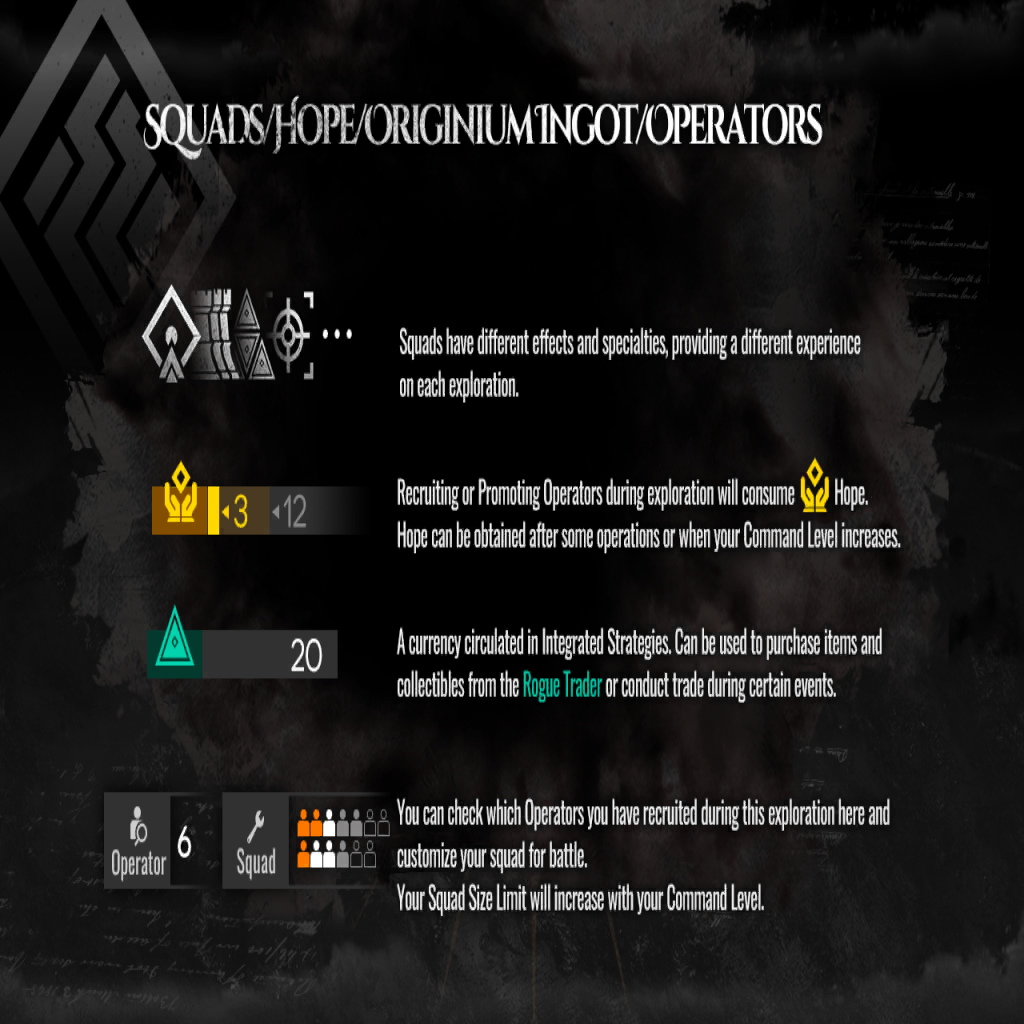 SQUADS/HOPE/ORIGINIUM INGOT/OPERATORS
Squads have different effects and specialties, providing a different experience
on each exploration.
3
12
Recruiting or Promoting Operators during exploration will consume Hope.
Hope can be obtained after some operations or when your Command Level increases.
20
A currency circulated in Integrated Strategies. Can be used to purchase items and
collectibles from the Rogue Trader or conduct trade during certain events.
Operator 6
Squad
You can check which Operators you have recruited during this exploration here and
customize your squad for battle.
Your Squad Size Limit will increase with your Command Level.